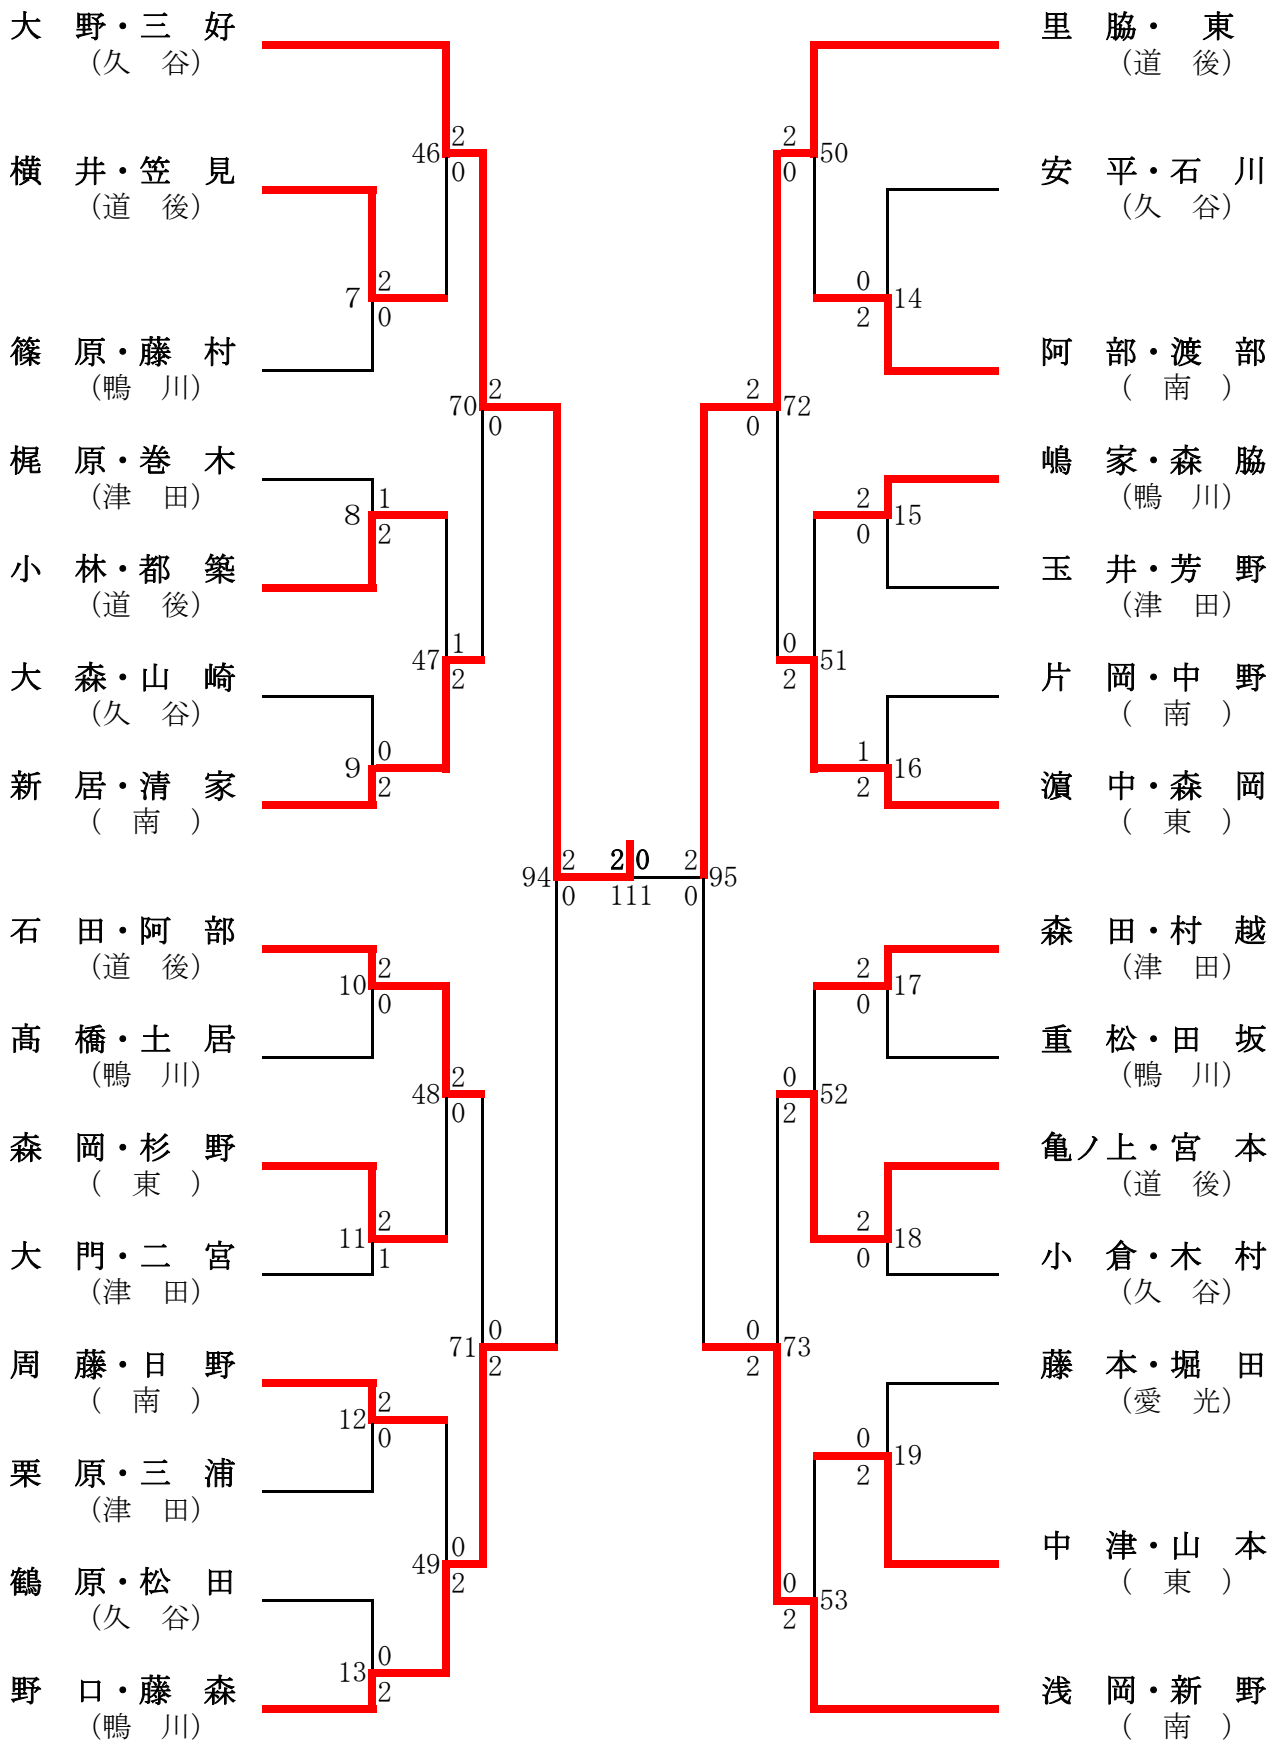 大 野・三 好
(久 谷)
横 井・笠 見
(道 後)
篠 原・藤 村
(鴨 川)
梶 原・巻 木
(津 田)
小 林・都 築
(道 後)
大 森・山 崎
(久 谷)
新 居・清 家
( 南 )
石 田・阿 部
(道 後)
髙 橋・土 居
(鴨 川)
森 岡・杉 野
( 東 )
大 門・二 宮
(津 田)
周 藤・日 野
( 南 )
栗 原・三 浦
(津 田)
鶴 原・松 田
(久 谷)
野 口・藤 森
(鴨 川)
2
46
0
2
7
0
2
70
0
1
8
2
1
47
2
0
9
2
2
94
0
2 0
111
2
95
0
2
10
0
2
48
0
2
11
1
0
71
2
2
12
0
0
49
2
0
13
2
2
50
0
0
14
2
2
72
0
2
15
0
0
51
2
1
16
2
2
17
0
0
52
2
2
18
0
0
73
2
0
19
2
0
53
2
里 脇・ 東
(道 後)
安 平・石 川
(久 谷)
阿 部・渡 部
( 南 )
嶋 家・森 脇
(鴨 川)
玉 井・芳 野
(津 田)
片 岡・中 野
( 南 )
濵 中・森 岡
( 東 )
森 田・村 越
(津 田)
重 松・田 坂
(鴨 川)
亀ノ上・宮 本
(道 後)
小 倉・木 村
(久 谷)
藤 本・堀 田
(愛 光)
中 津・山 本
( 東 )
浅 岡・新 野
( 南 )